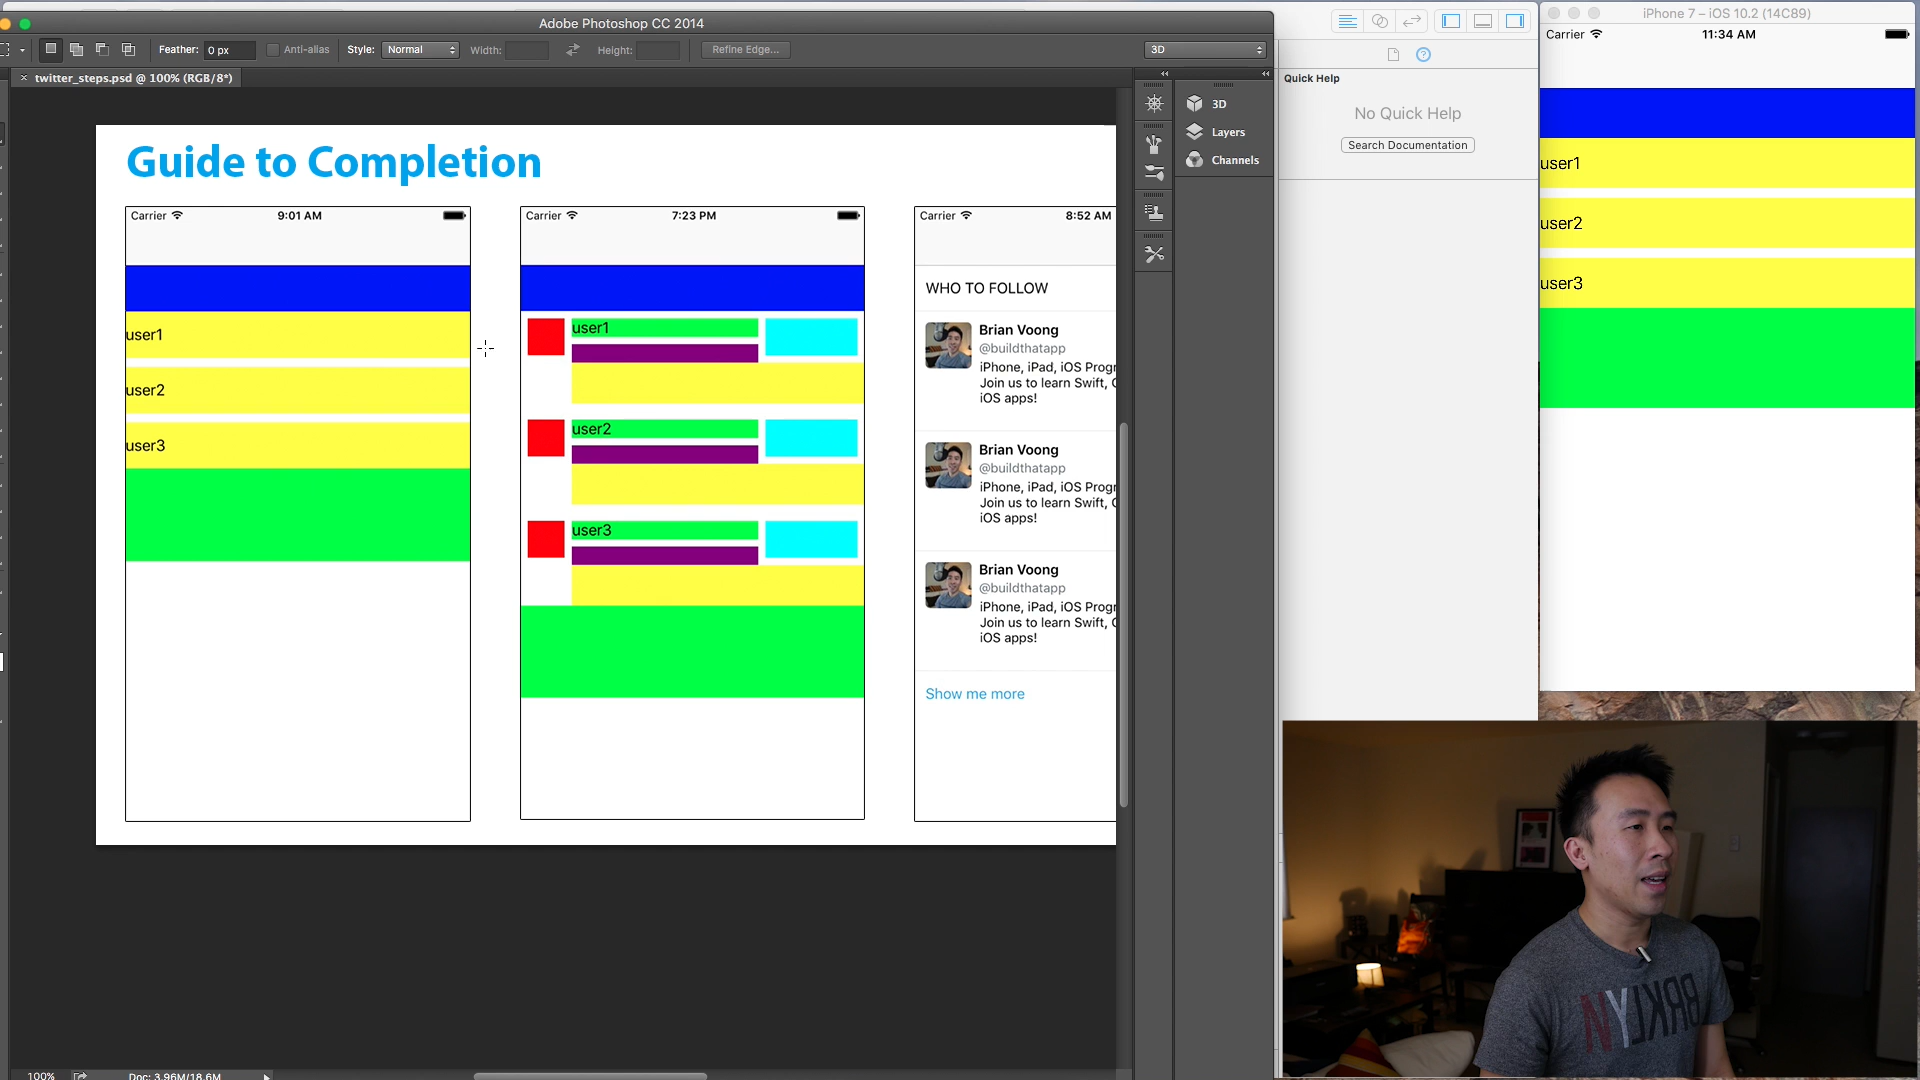 Adobe Photoshop CC 2014
iPhone 7 – iOS 10.2 (14C89)
Feather: 0 px Anti-alias Style: Normal Width: Height: Refine Edge... 3D
Carrier 11:34 AM
twitter_steps.psd @ 100% (RGB/8*)
Quick Help
No Quick Help
Search Documentation
3D
Layers
Channels
Guide to Completion
Carrier 9:01 AM
user1
user2
user3
Carrier 7:23 PM
user1
user2
user3
Carrier 8:52 AM
WHO TO FOLLOW
Brian Voong
@buildthatapp
iPhone, iPad, iOS Progr
Join us to learn Swift,
iOS apps!
Brian Voong
@buildthatapp
iPhone, iPad, iOS Progr
Join us to learn Swift,
iOS apps!
Brian Voong
@buildthatapp
iPhone, iPad, iOS Progr
Join us to learn Swift,
iOS apps!
Show me more
user1
user2
user3
BRKLYN
100% Doc: 3.96M/18.6M